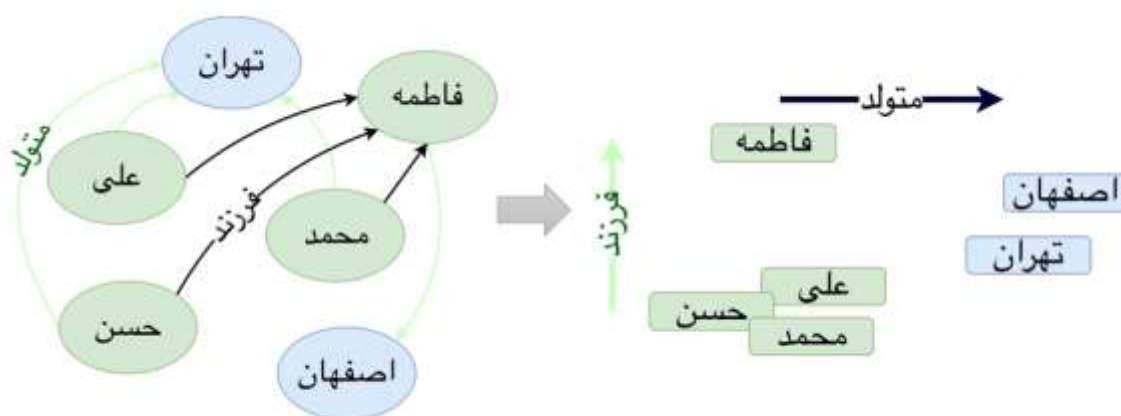 تهران
فاطمه
متولد
علی
فرزند
محمد
حسن
اصفهان
متولد
فاطمه
فرزند
اصفهان
تهران
علی
حسن
محمد